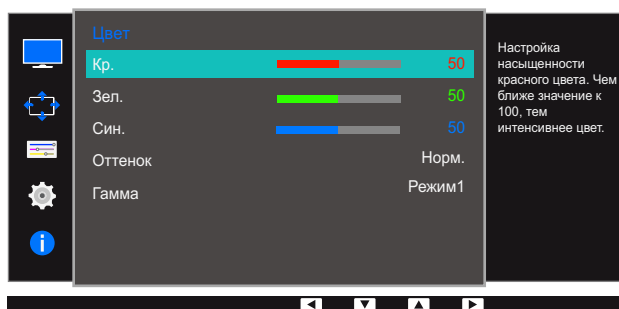 Цвет
Кр. 50
Зел. 50
Син. 50
Оттенок Норм.
Гамма Режим1
Настройка
насыщенности
красного цвета. Чем
ближе значение к
100, тем
интенсивнее цвет.